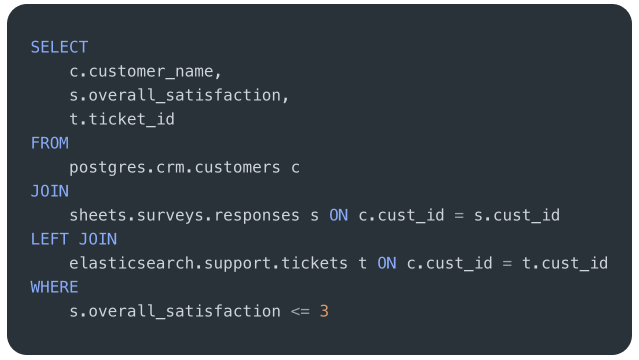 SELECT
    c.customer_name,
    s.overall_satisfaction,
    t.ticket_id
FROM
    postgres.crm.customers c
JOIN
    sheets.surveys.responses s ON c.cust_id = s.cust_id
LEFT JOIN
    elasticsearch.support.tickets t ON c.cust_id = t.cust_id
WHERE
    s.overall_satisfaction <= 3